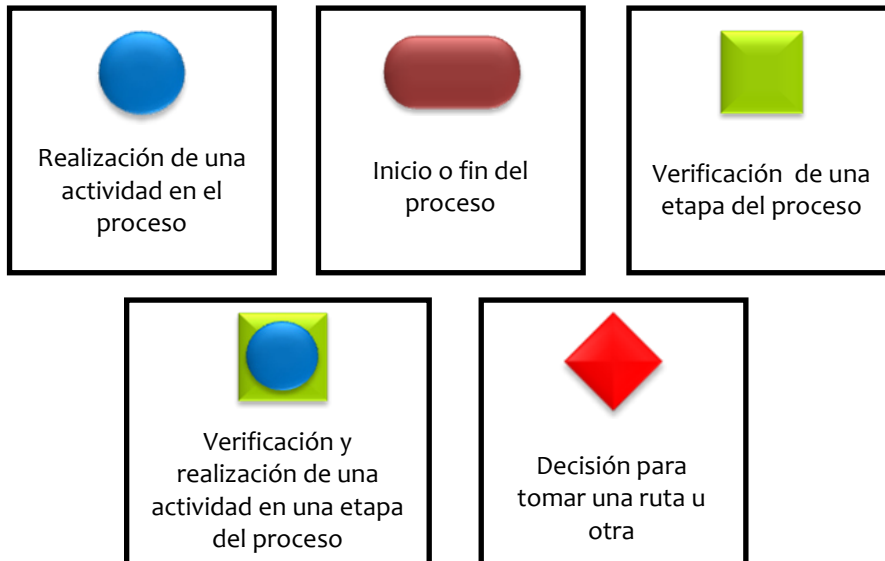 Realización de una
actividad en el
proceso
Inicio o fin del
proceso
Verificación de una
etapa del proceso
Verificación y
realización de una
actividad en una etapa
del proceso
Decisión para
tomar una ruta u
otra